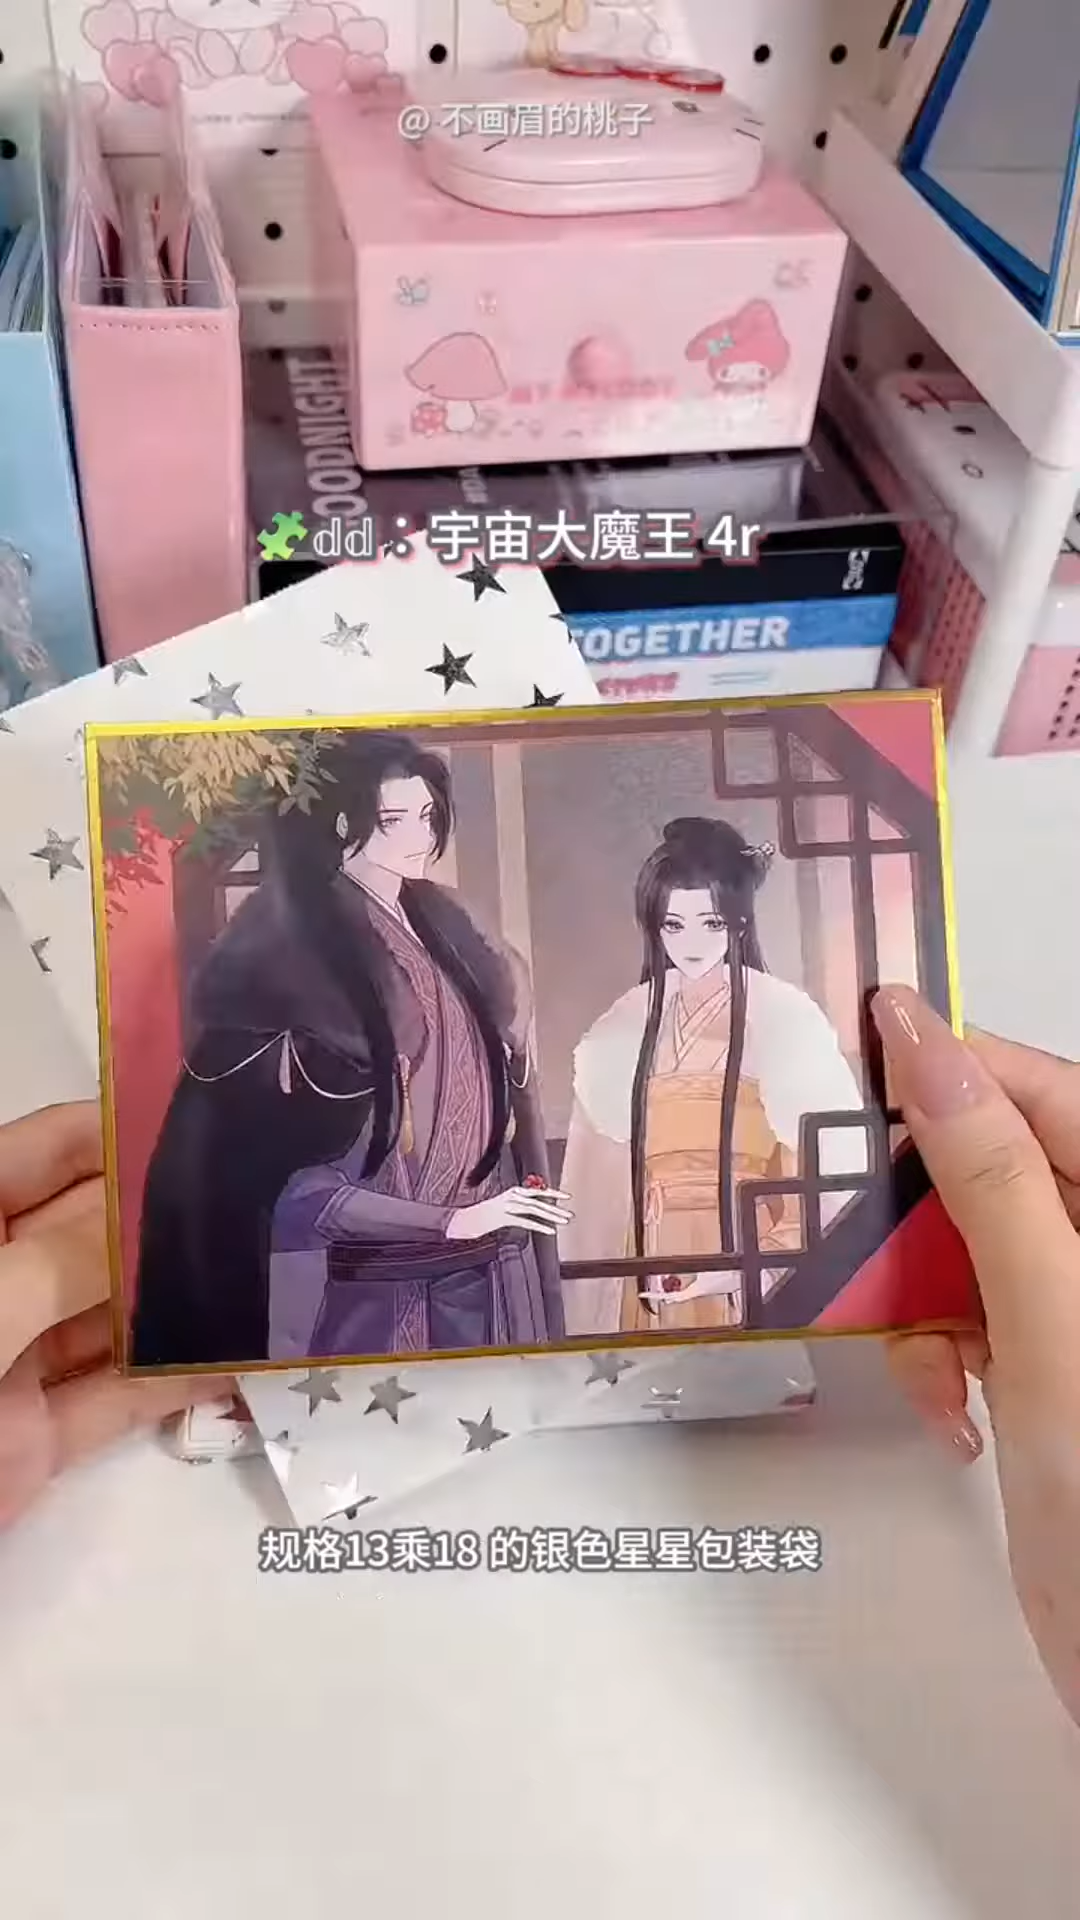 @ 不画眉的桃子
MY MELODY
OODNIGHT
🧩dd：宇宙大魔王 4r
TOGETHER
规格13乘18 的银色星星包装袋